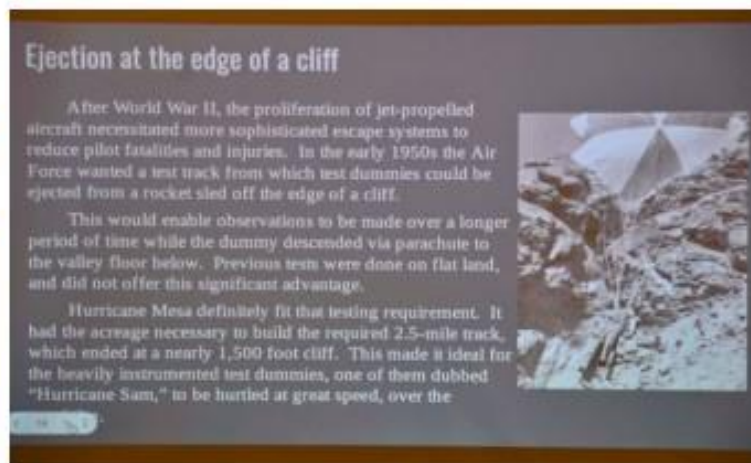 Ejection at the edge of a cliff
After World War II, the proliferation of jet-propelled
aircraft necessitated more sophisticated escape systems to
reduce pilot fatalities and injuries. In the early 1950s the Air
Force wanted a test track from which test dummies could be
ejected from a rocket sled off the edge of a cliff.
This would enable observations to be made over a longer
period of time while the dummy descended via parachute to
the valley floor below. Previous tests were done on flat land,
and did not offer this significant advantage.
Hurricane Mesa definitely fit that testing requirement. It
had the acreage necessary to build the required 2.5-mile track,
which ended at a nearly 1,500 foot cliff. This made it ideal for
the heavily instrumented test dummies, one of them dubbed
“Hurricane Sam,” to be hurtled at great speed, over the